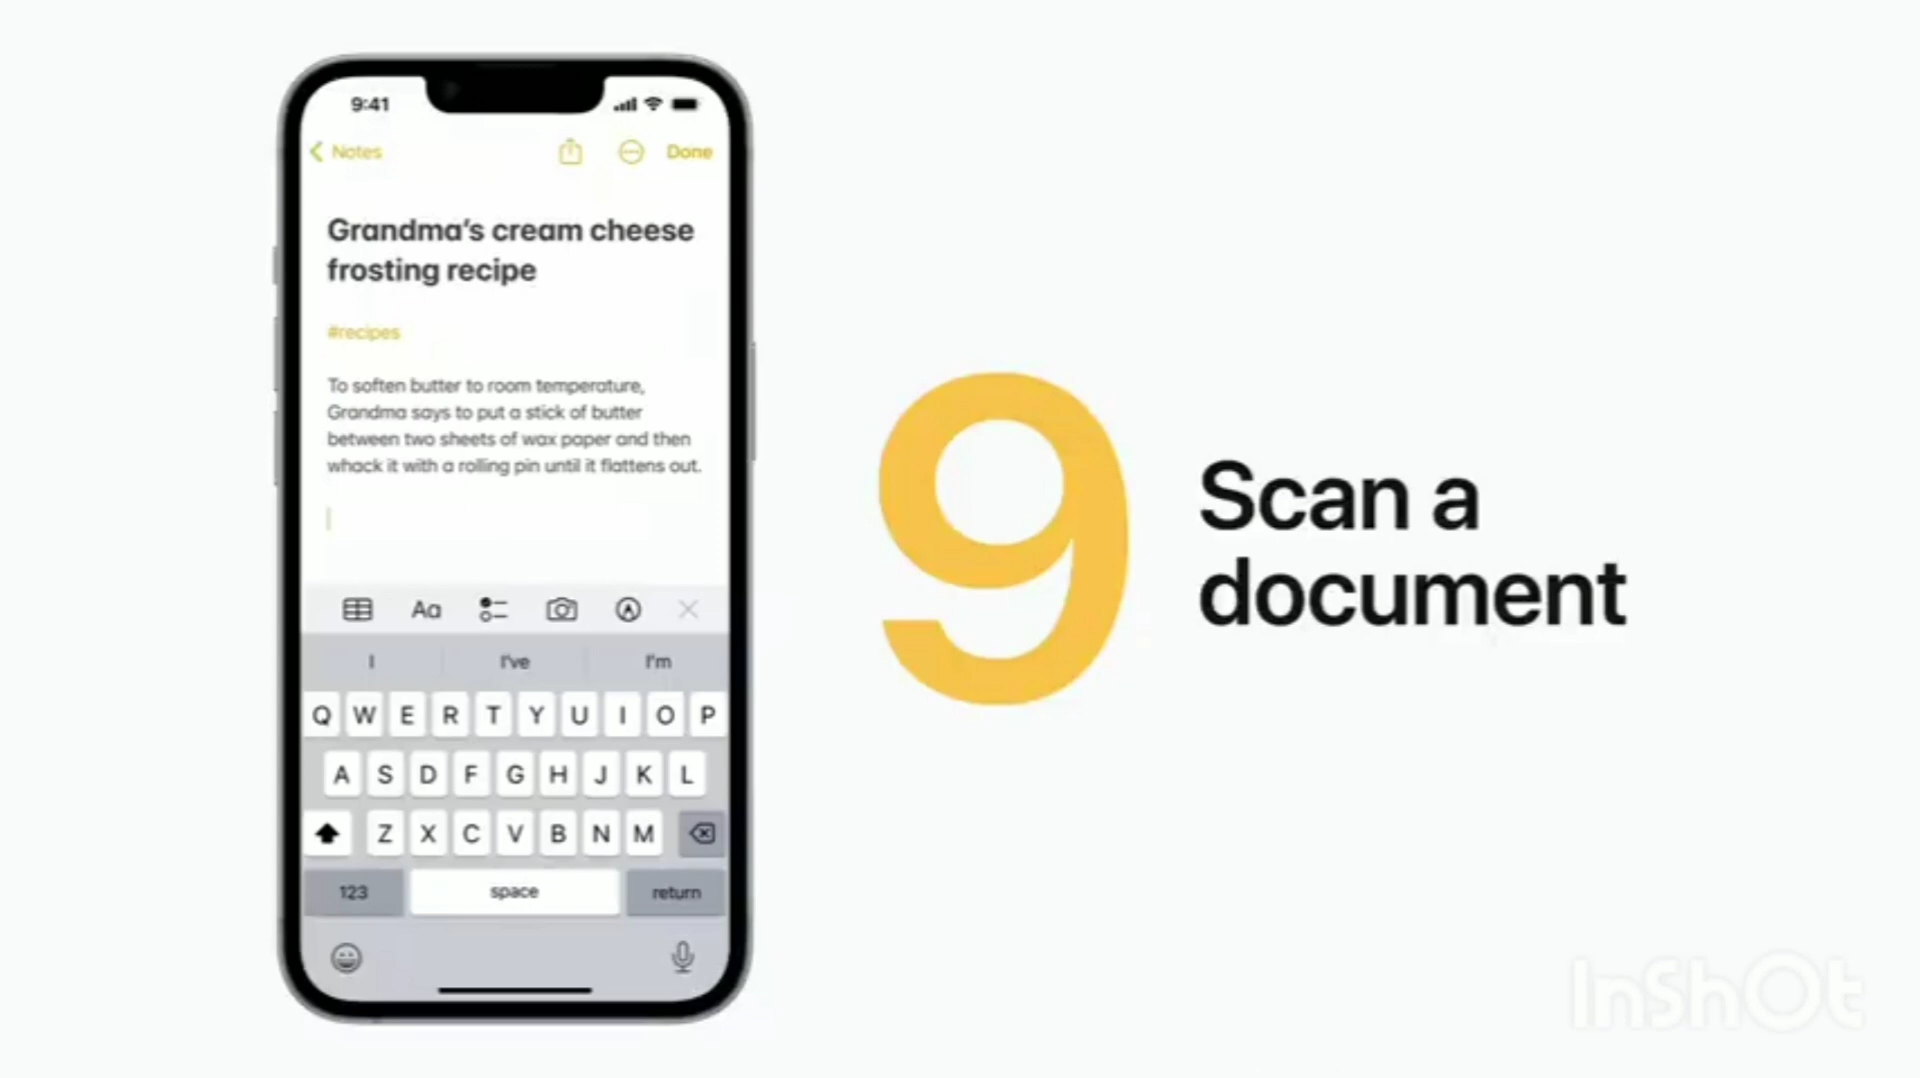 9:41
Notes
Done
Grandma's cream cheese
frosting recipe
#recipes
To soften butter to room temperature,
Grandma says to put a stick of butter
between two sheets of wax paper and then
whack it with a rolling pin until it flattens out.
Aa
I I've I'm
Q W E R T Y U I O P
A S D F G H J K L
Z X C V B N M
123 space return
9
Scan a
document
InShOt